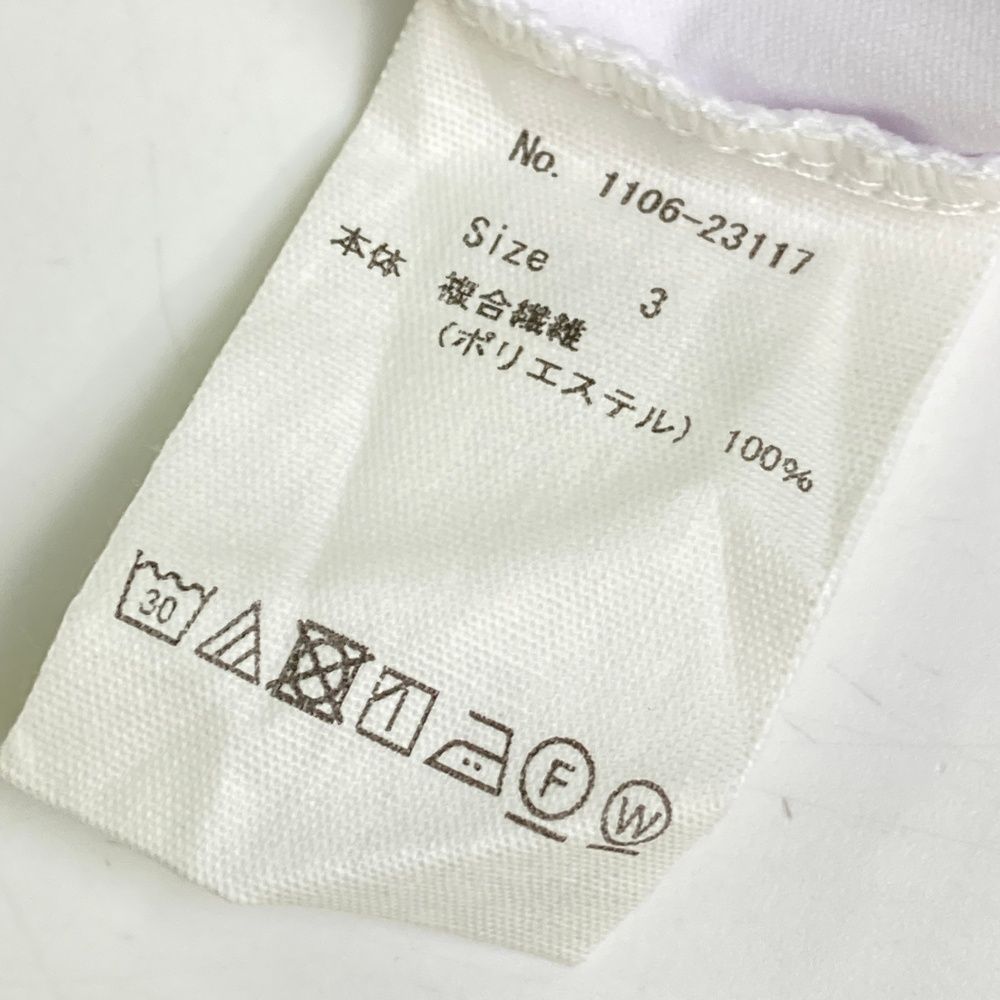 No. 1106-23117
Size 3
本体 複合繊維
(ポリエステル) 100%
30
F
W